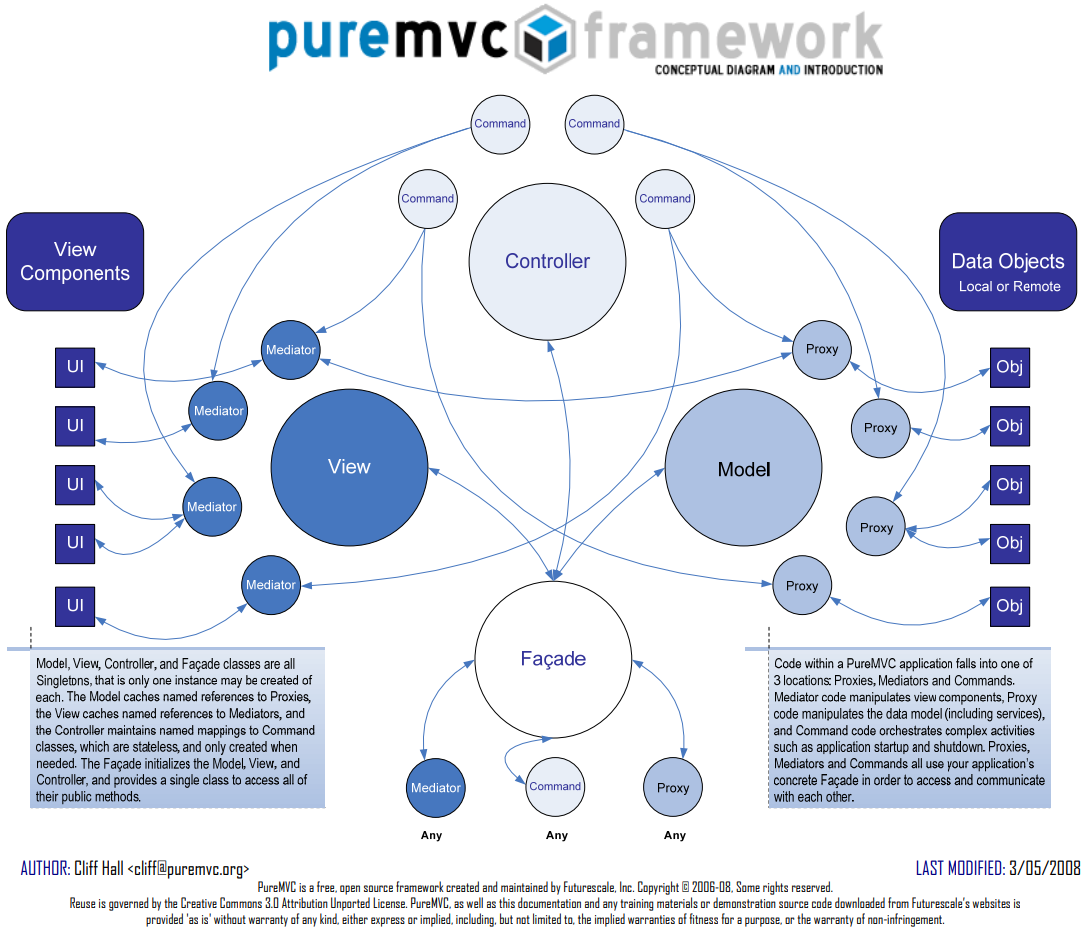 puremvc framework
CONCEPTUAL DIAGRAM AND INTRODUCTION
Command
Command
Command
Command
Controller
View
Components
Data Objects
Local or Remote
Mediator
Proxy
UI
Obj
Mediator
Proxy
UI
Obj
View
Model
UI
Obj
Mediator
Proxy
UI
Obj
Mediator
Proxy
UI
Obj
Façade
Model, View, Controller, and Façade classes are all
Singletons, that is only one instance may be created of
each. The Model caches named references to Proxies,
the View caches named references to Mediators, and
the Controller maintains named mappings to Command
classes, which are stateless, and only created when
needed. The Façade initializes the Model, View, and
Controller, and provides a single class to access all of
their public methods.
Code within a PureMVC application falls into one of
3 locations: Proxies, Mediators and Commands.
Mediator code manipulates view components, Proxy
code manipulates the data model (including services),
and Command code orchestrates complex activities
such as application startup and shutdown. Proxies,
Mediators and Commands all use your application's
concrete Façade in order to access and communicate
with each other.
Mediator
Command
Proxy
Any
Any
Any
AUTHOR: Cliff Hall <cliff@puremvc.org>
LAST MODIFIED: 3/05/2008
PureMVC is a free, open source framework created and maintained by Futurescale, Inc. Copyright © 2006-08, Some rights reserved.
Reuse is governed by the Creative Commons 3.0 Attribution Unported License. PureMVC, as well as this documentation and any training materials or demonstration source code downloaded from Futurescale's websites is
provided 'as is' without warranty of any kind, either express or implied, including, but not limited to, the implied warranties of fitness for a purpose, or the warranty of non-infringement.